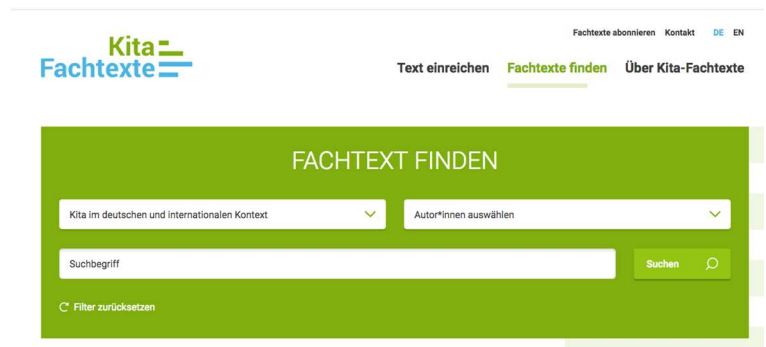 Fachtexte abonnieren Kontakt DE EN
Kita
Fachtexte
Text einreichen Fachtexte finden Über Kita-Fachtexte
FACHTEXT FINDEN
Kita im deutschen und internationalen Kontext Autor*innen auswählen
Suchbegriff Suchen
Filter zurücksetzen